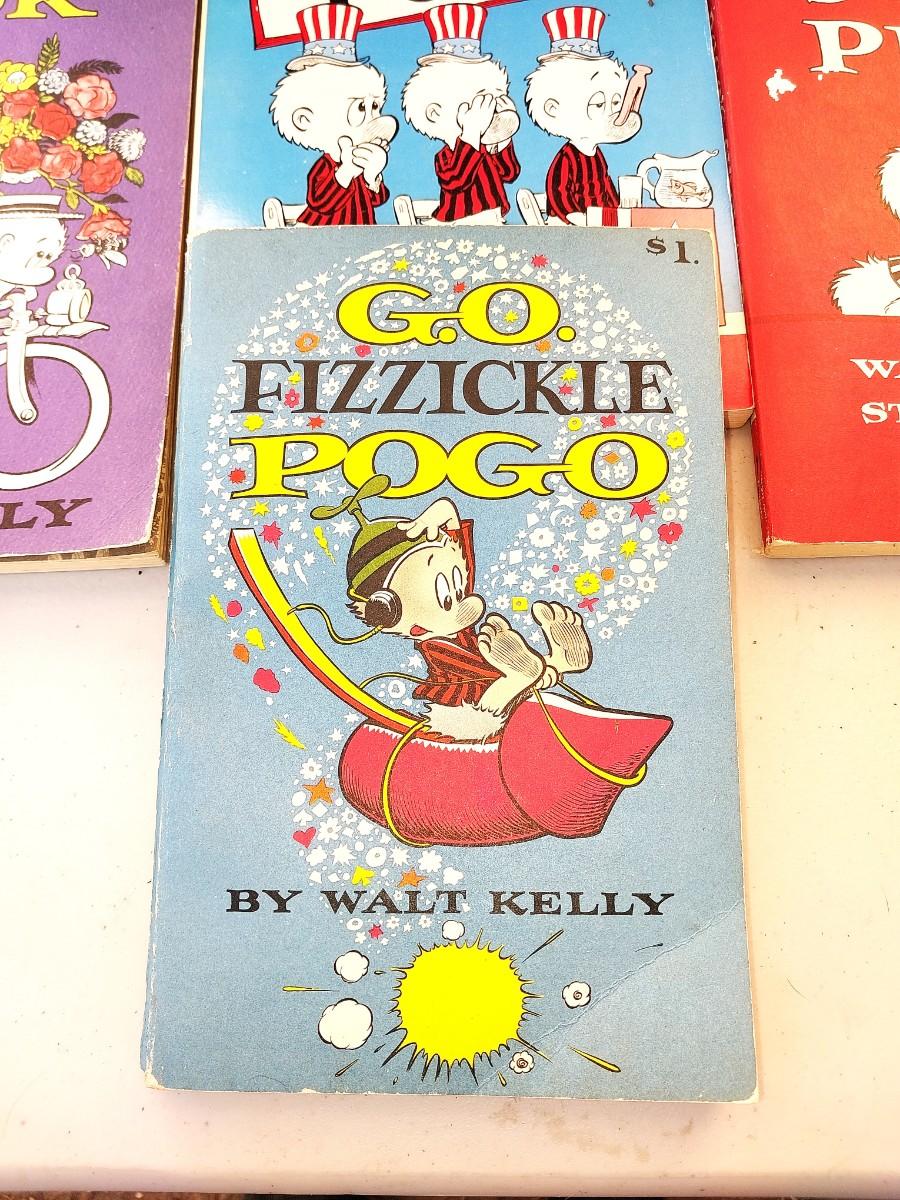 $1.
G.O.
FIZZICKLE
POGO
BY WALT KELLY
LY